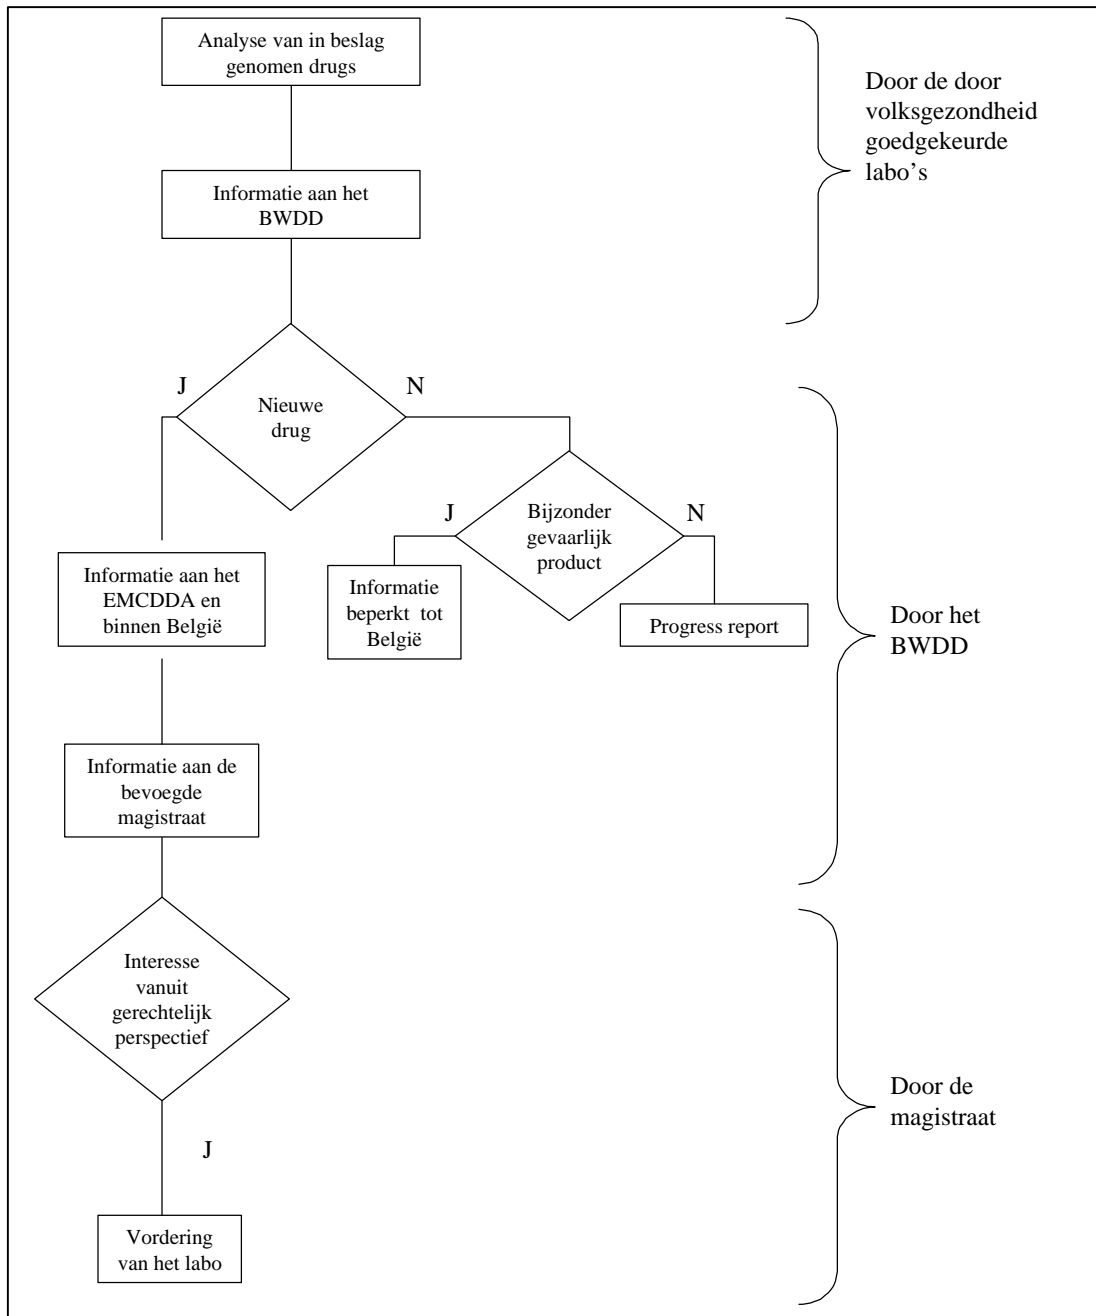 Analyse van in beslag
genomen drugs
Door de door
volksgezondheid
goedgekeurde
labo's
Informatie aan het
BWDD
J
N
Nieuwe
drug
J
N
Bijzonder
gevaarlijk
product
Informatie aan het
EMCDDA en
binnen België
Informatie
beperkt tot
België
Progress report
Door het
BWDD
Informatie aan de
bevoegde
magistraat
Interesse
vanuit
gerechtelijk
perspectief
Door de
magistraat
J
Vordering
van het labo